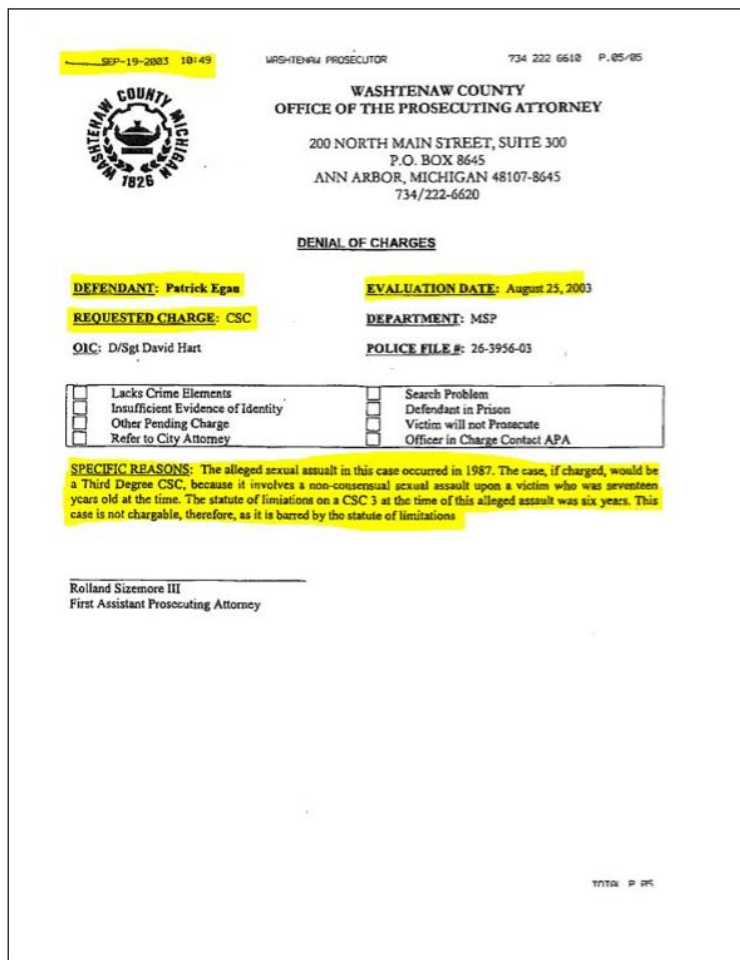 SEP-19-2003 10:49 WASHTENAW PROSECUTOR 734 222 6610 P.05/05
WASHTENAW COUNTY
OFFICE OF THE PROSECUTING ATTORNEY
WASHTENAW COUNTY MICHIGAN
1826
200 NORTH MAIN STREET, SUITE 300
P.O. BOX 8645
ANN ARBOR, MICHIGAN 48107-8645
734/222-6620
DENIAL OF CHARGES
DEFENDANT: Patrick Egan EVALUATION DATE: August 25, 2003
REQUESTED CHARGE: CSC DEPARTMENT: MSP
OIC: D/Sgt David Hart POLICE FILE #: 26-3956-03
Lacks Crime Elements Search Problem
Insufficient Evidence of Identity Defendant in Prison
Other Pending Charge Victim will not Prosecute
Refer to City Attorney Officer in Charge Contact APA
SPECIFIC REASONS: The alleged sexual assualt in this case occurred in 1987. The case, if charged, would be
a Third Degree CSC, because it involves a non-consensual sexual assault upon a victim who was seventeen
years old at the time. The statute of limiations on a CSC 3 at the time of this alleged assault was six years. This
case is not chargable, therefore, as it is barred by the statute of limitations
Rolland Sizemore III
First Assistant Prosecuting Attorney
TOTAL P.05